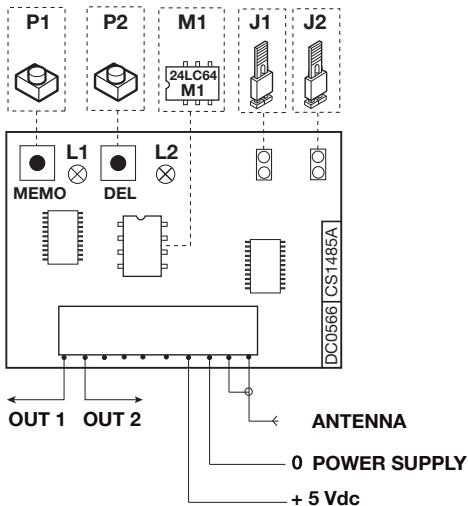 P1 P2 M1 J1 J2
24LC64
M1
L1 L2
MEMO DEL
DC0566 CS1485A
OUT 1 OUT 2
ANTENNA
0 POWER SUPPLY
+ 5 Vdc